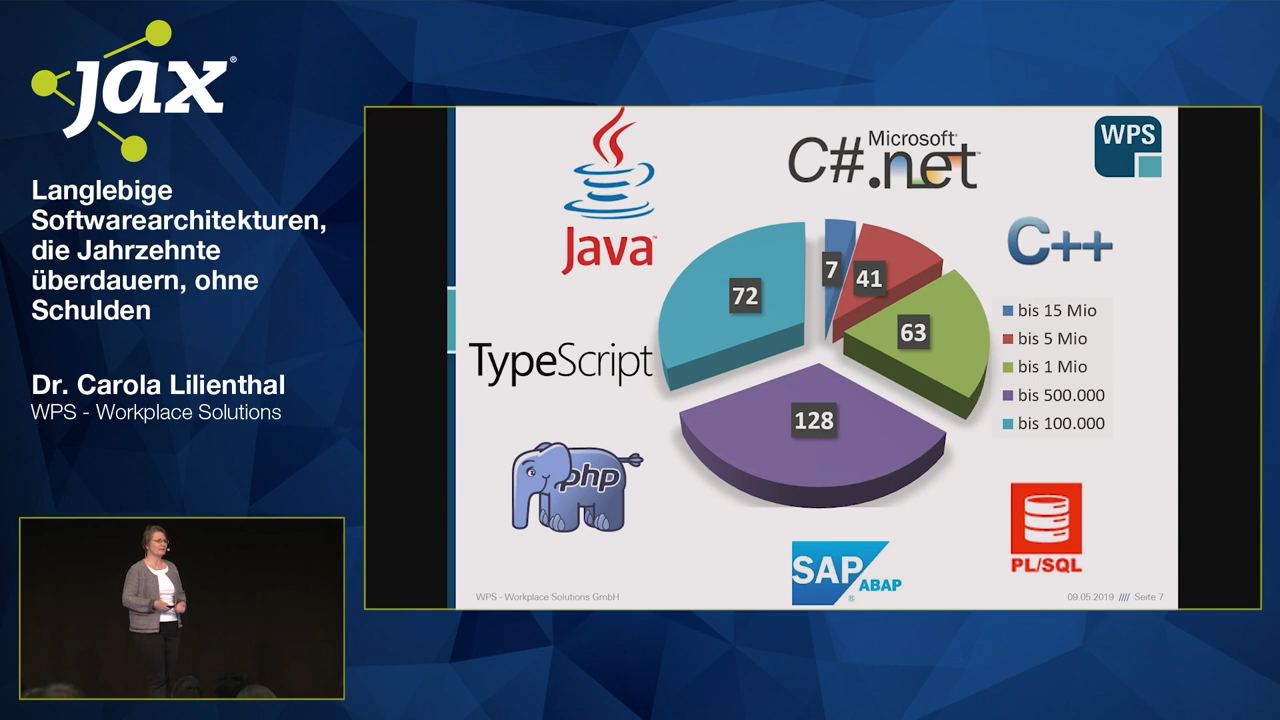 jax®
Langlebige
Softwarearchitekturen,
die Jahrzehnte
überdauern, ohne
Schulden
Dr. Carola Lilienthal
WPS - Workplace Solutions
Java™
C#
Microsoft®
.net™
WPS
C++
TypeScript
php
SAP®
ABAP
PL/SQL
7
41
63
128
72
bis 15 Mio
bis 5 Mio
bis 1 Mio
bis 500.000
bis 100.000
WPS - Workplace Solutions GmbH
09.05.2019 //// Seite 7